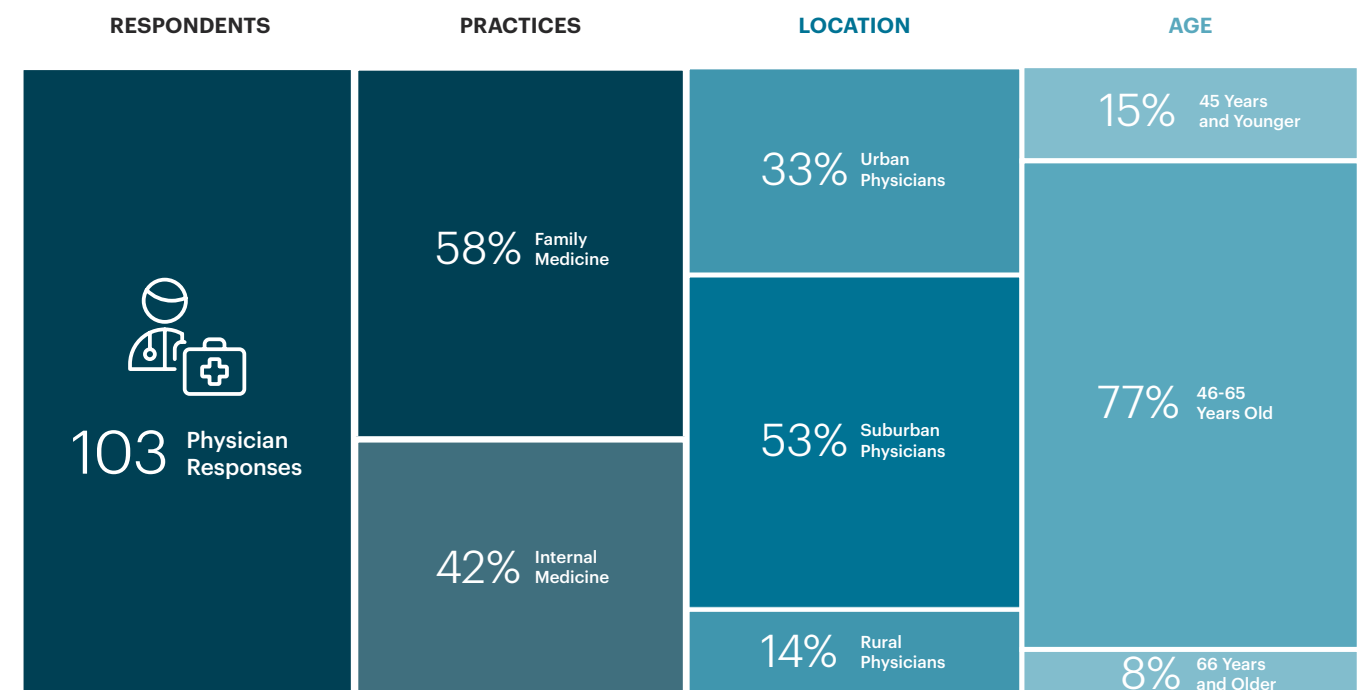 RESPONDENTS
PRACTICES
LOCATION
AGE
103
Physician
Responses
58%
Family
Medicine
42%
Internal
Medicine
33%
Urban
Physicians
53%
Suburban
Physicians
14%
Rural
Physicians
15%
45 Years
and Younger
77%
46-65
Years Old
8%
66 Years
and Older